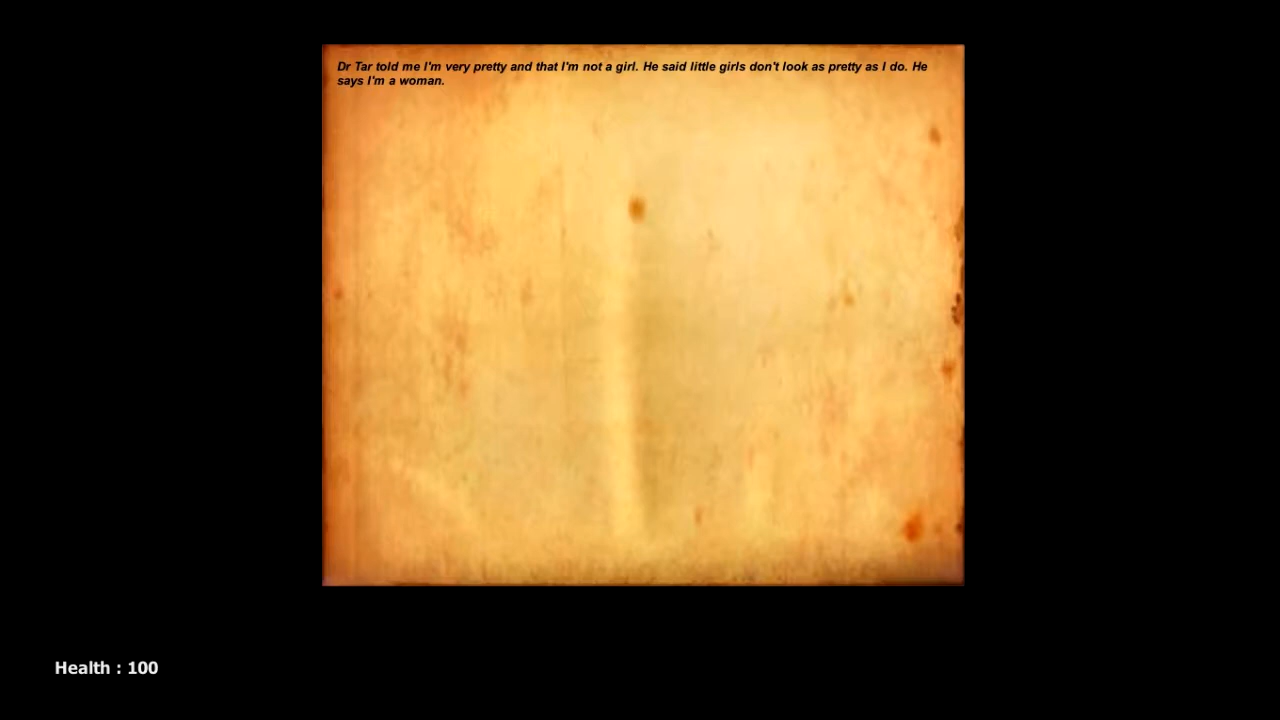 Dr Tar told me I'm very pretty and that I'm not a girl. He said little girls don't look as pretty as I do. He
says I'm a woman.
Health : 100